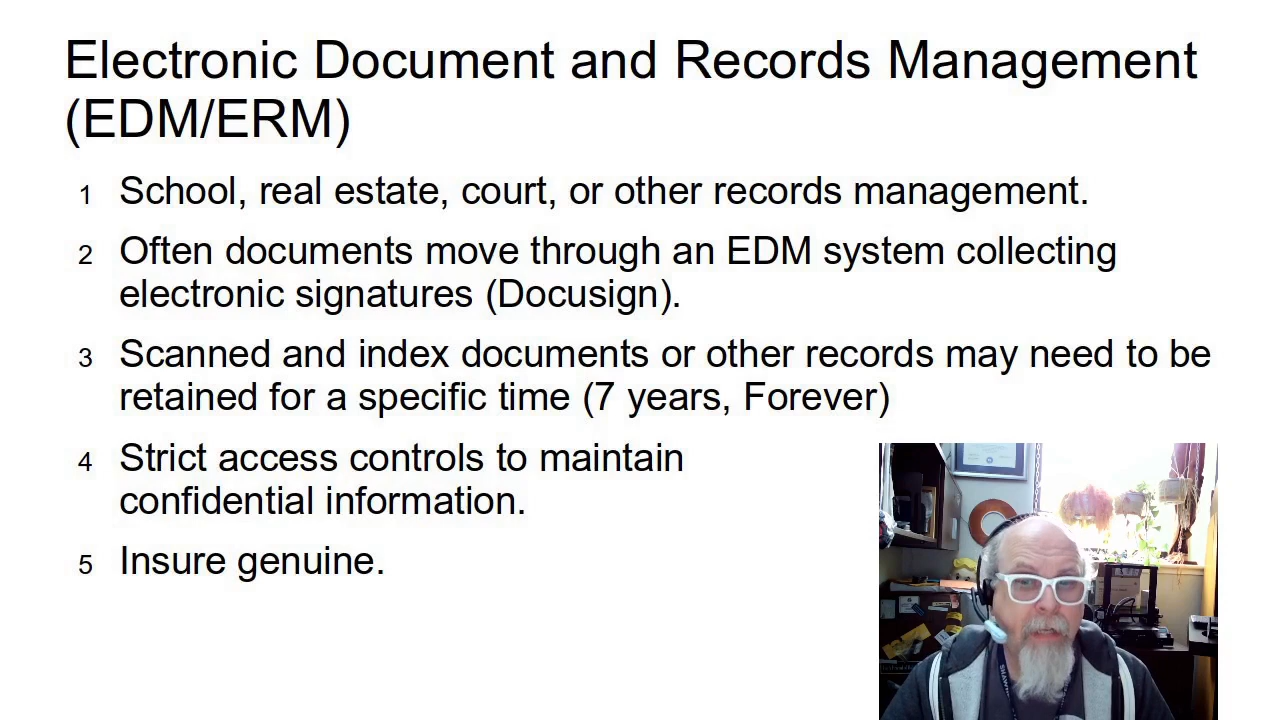 Electronic Document and Records Management
(EDM/ERM)
1 School, real estate, court, or other records management.
2 Often documents move through an EDM system collecting
electronic signatures (Docusign).
3 Scanned and index documents or other records may need to be
retained for a specific time (7 years, Forever)
4 Strict access controls to maintain
confidential information.
5 Insure genuine.